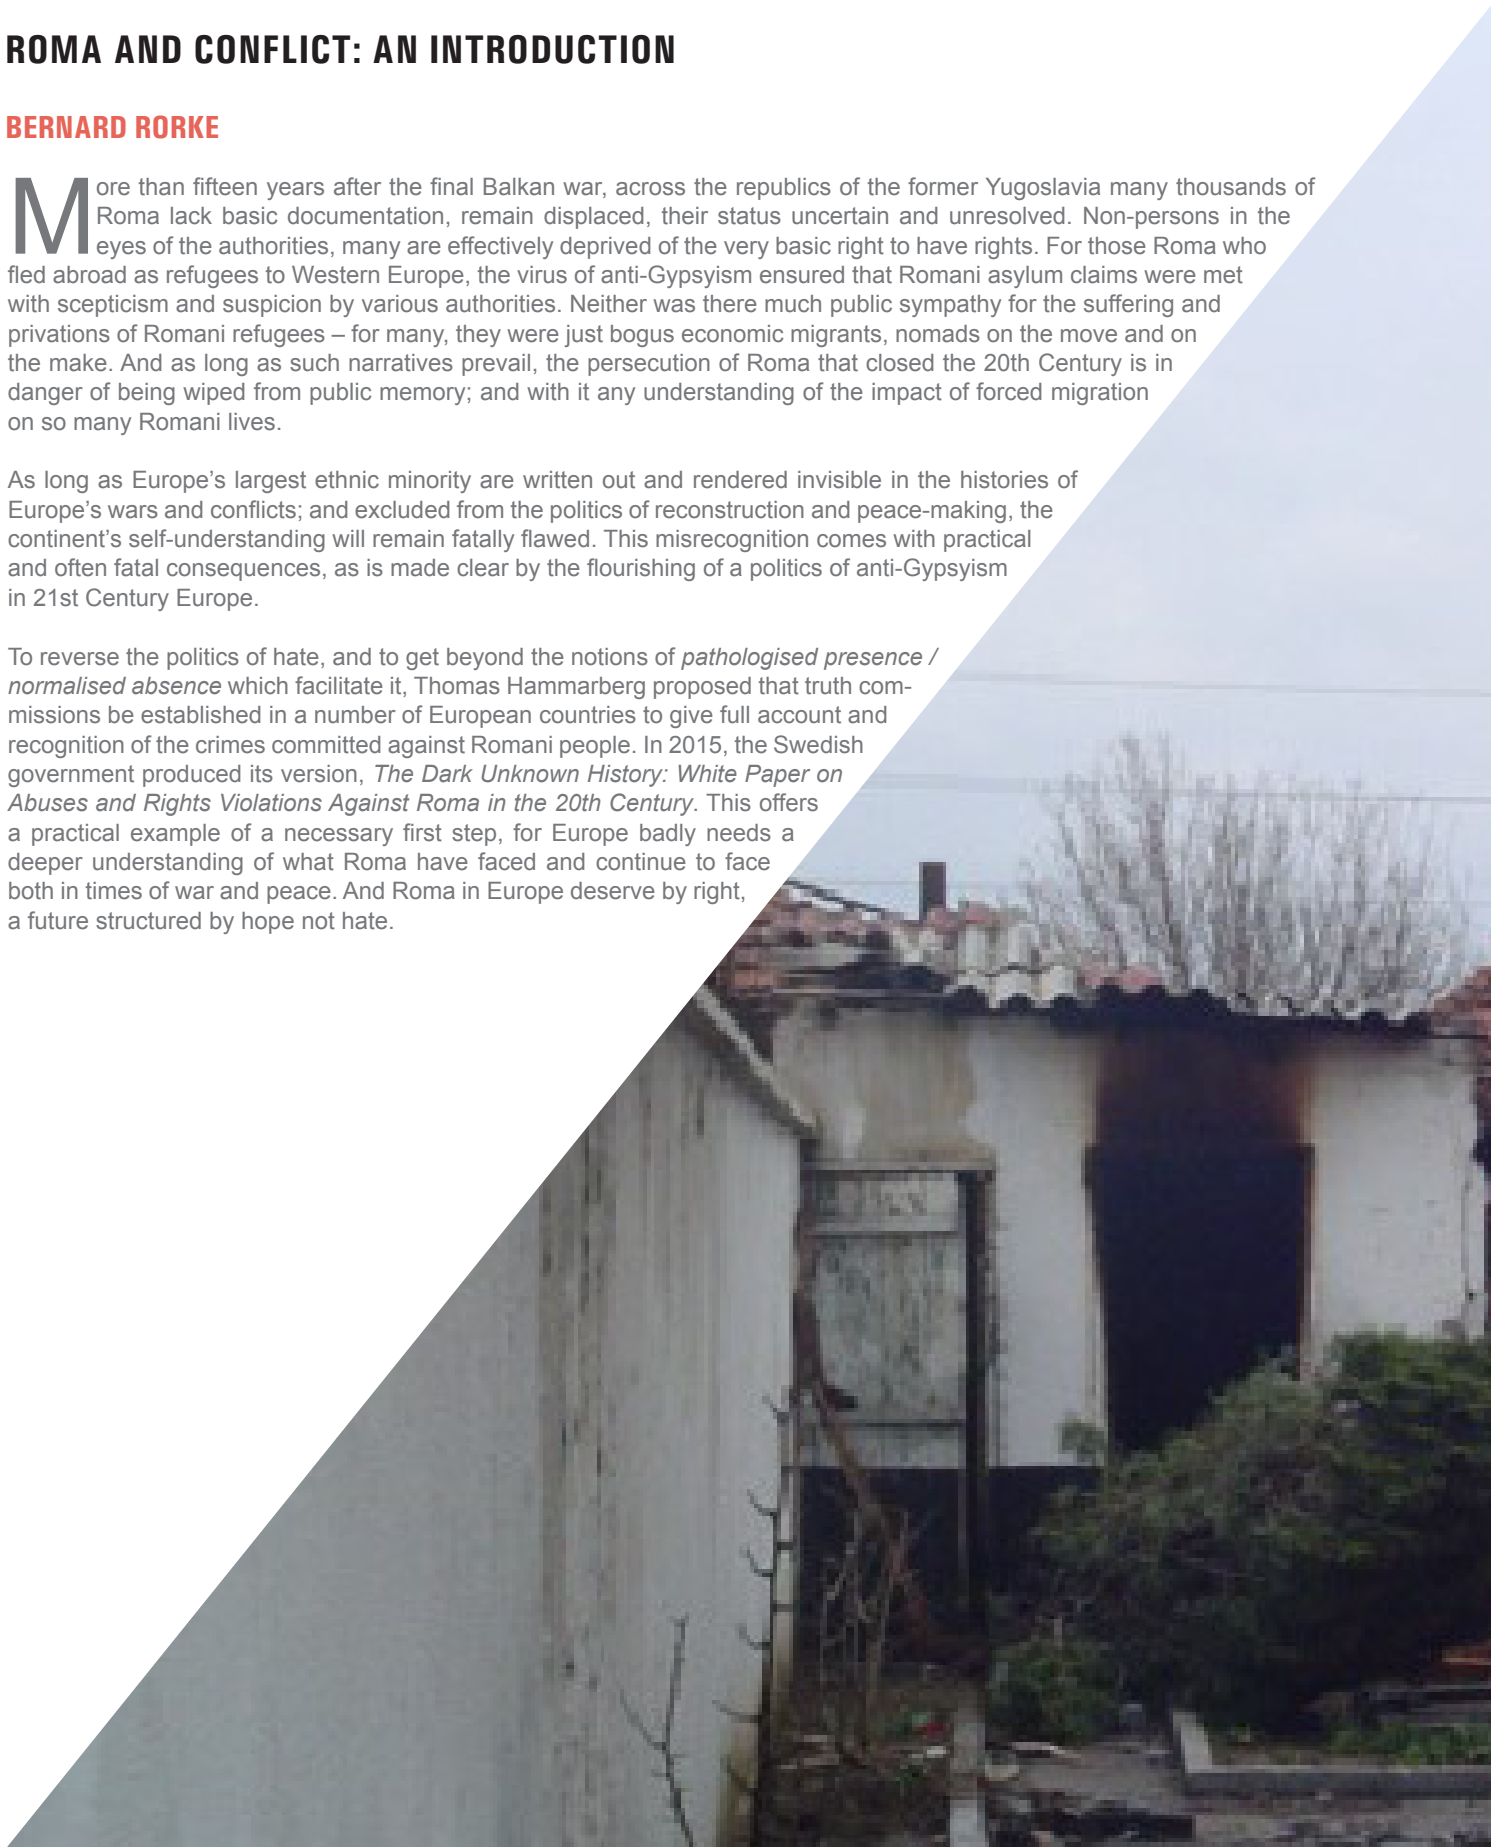 ROMA AND CONFLICT: AN INTRODUCTION
BERNARD RORKE
More than fifteen years after the final Balkan war, across the republics of the former Yugoslavia many thousands of
Roma lack basic documentation, remain displaced, their status uncertain and unresolved. Non-persons in the
eyes of the authorities, many are effectively deprived of the very basic right to have rights. For those Roma who
fled abroad as refugees to Western Europe, the virus of anti-Gypsyism ensured that Romani asylum claims were met
with scepticism and suspicion by various authorities. Neither was there much public sympathy for the suffering and
privations of Romani refugees – for many, they were just bogus economic migrants, nomads on the move and on
the make. And as long as such narratives prevail, the persecution of Roma that closed the 20th Century is in
danger of being wiped from public memory; and with it any understanding of the impact of forced migration
on so many Romani lives.
As long as Europe’s largest ethnic minority are written out and rendered invisible in the histories of
Europe’s wars and conflicts; and excluded from the politics of reconstruction and peace-making, the
continent’s self-understanding will remain fatally flawed. This misrecognition comes with practical
and often fatal consequences, as is made clear by the flourishing of a politics of anti-Gypsyism
in 21st Century Europe.
To reverse the politics of hate, and to get beyond the notions of pathologised presence /
normalised absence which facilitate it, Thomas Hammarberg proposed that truth com-
missions be established in a number of European countries to give full account and
recognition of the crimes committed against Romani people. In 2015, the Swedish
government produced its version, The Dark Unknown History: White Paper on
Abuses and Rights Violations Against Roma in the 20th Century. This offers
a practical example of a necessary first step, for Europe badly needs a
deeper understanding of what Roma have faced and continue to face
both in times of war and peace. And Roma in Europe deserve by right,
a future structured by hope not hate.